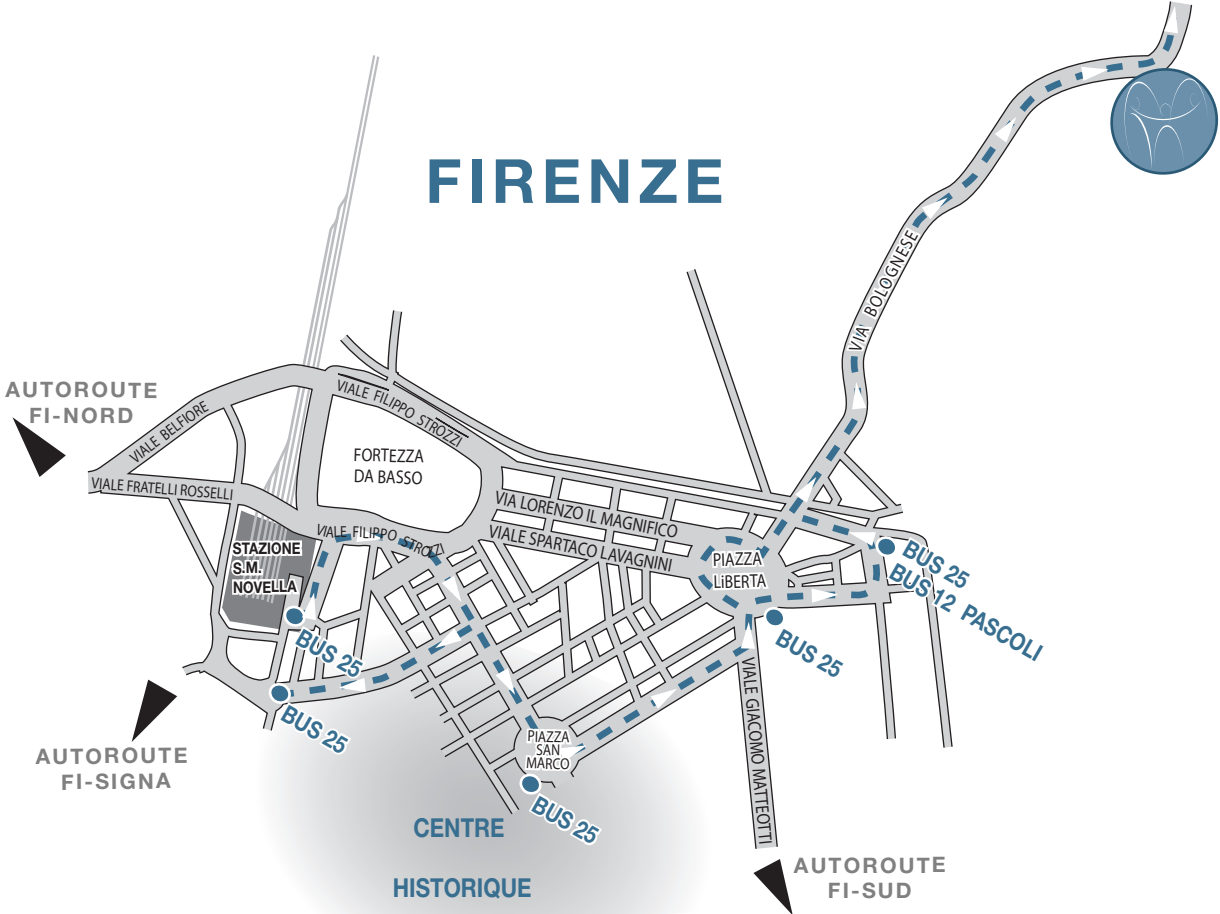 FIRENZE
VIA BOLOGNESE
AUTOROUTE
FI-NORD
VIALE BELFIORE
VIALE FILIPPO STROZZI
FORTEZZA
DA BASSO
VIALE FRATELLI ROSSELLI
VIA LORENZO IL MAGNIFICO
VIALE FILIPPO STROZZI
VIALE SPARTACO LAVAGNINI
STAZIONE
S.M.
NOVELLA
PIAZZA
LiBERTA
BUS 25
BUS 12 PASCOLI
BUS 25
BUS 25
BUS 25
VIALE GIACOMO MATTEOTTI
PIAZZA
SAN
MARCO
AUTOROUTE
FI-SIGNA
BUS 25
CENTRE
HISTORIQUE
AUTOROUTE
FI-SUD